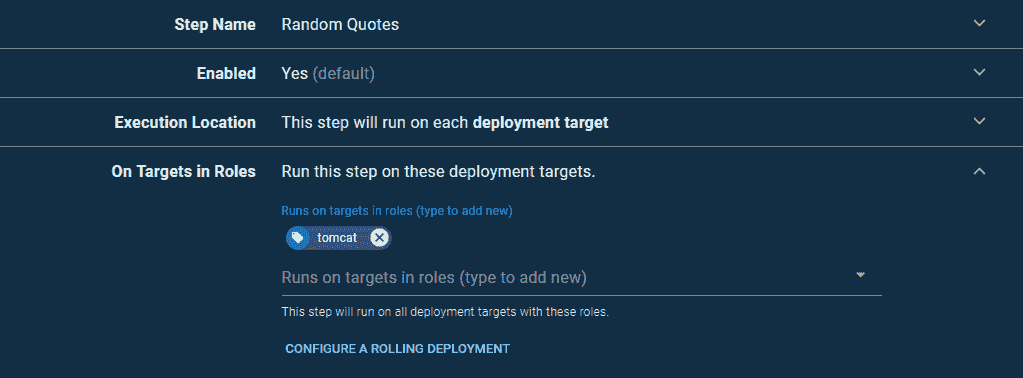 Step Name Random Quotes
Enabled Yes (default)
Execution Location This step will run on each deployment target
On Targets in Roles Run this step on these deployment targets.
Runs on targets in roles (type to add new)
tomcat
Runs on targets in roles (type to add new)
This step will run on all deployment targets with these roles.
CONFIGURE A ROLLING DEPLOYMENT